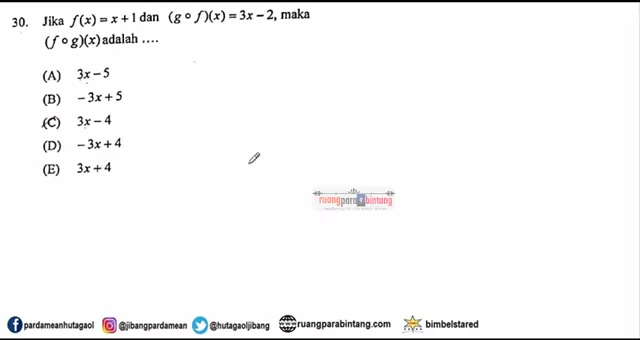 30. Jika f(x) = x + 1 dan (g ∘ f)(x) = 3x − 2, maka
(f ∘ g)(x) adalah ....
(A) 3x − 5
(B) − 3x + 5
(C) 3x − 4
(D) − 3x + 4
(E) 3x + 4
ruangparabintang
pardameanhutagaol @jibangpardamean @hutagaoljibang ruangparabintang.com bimbelstared